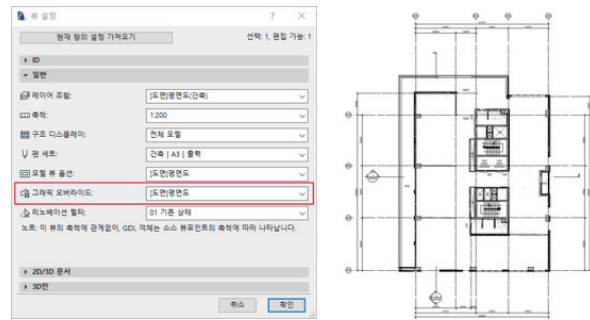 뷰 설정
현재 창의 설정 가져오기
선택: 1, 편집 가능: 1
ID
일반
레이어 조합:
[도면]평면도(건축)
축척:
1:200
구조 디스플레이:
전체 모델
펜 세트:
건축 | A3 | 출력
모델 뷰 옵션:
[도면]평면도
그래픽 오버라이드:
[도면]평면도
리노베이션 필터:
01 기존 상태
노트: 이 뷰의 축척에 관계없이, GDL 객체는 소스 뷰포인트의 축척에 따라 나타납니다.
2D/3D 문서
3D만
취소
확인